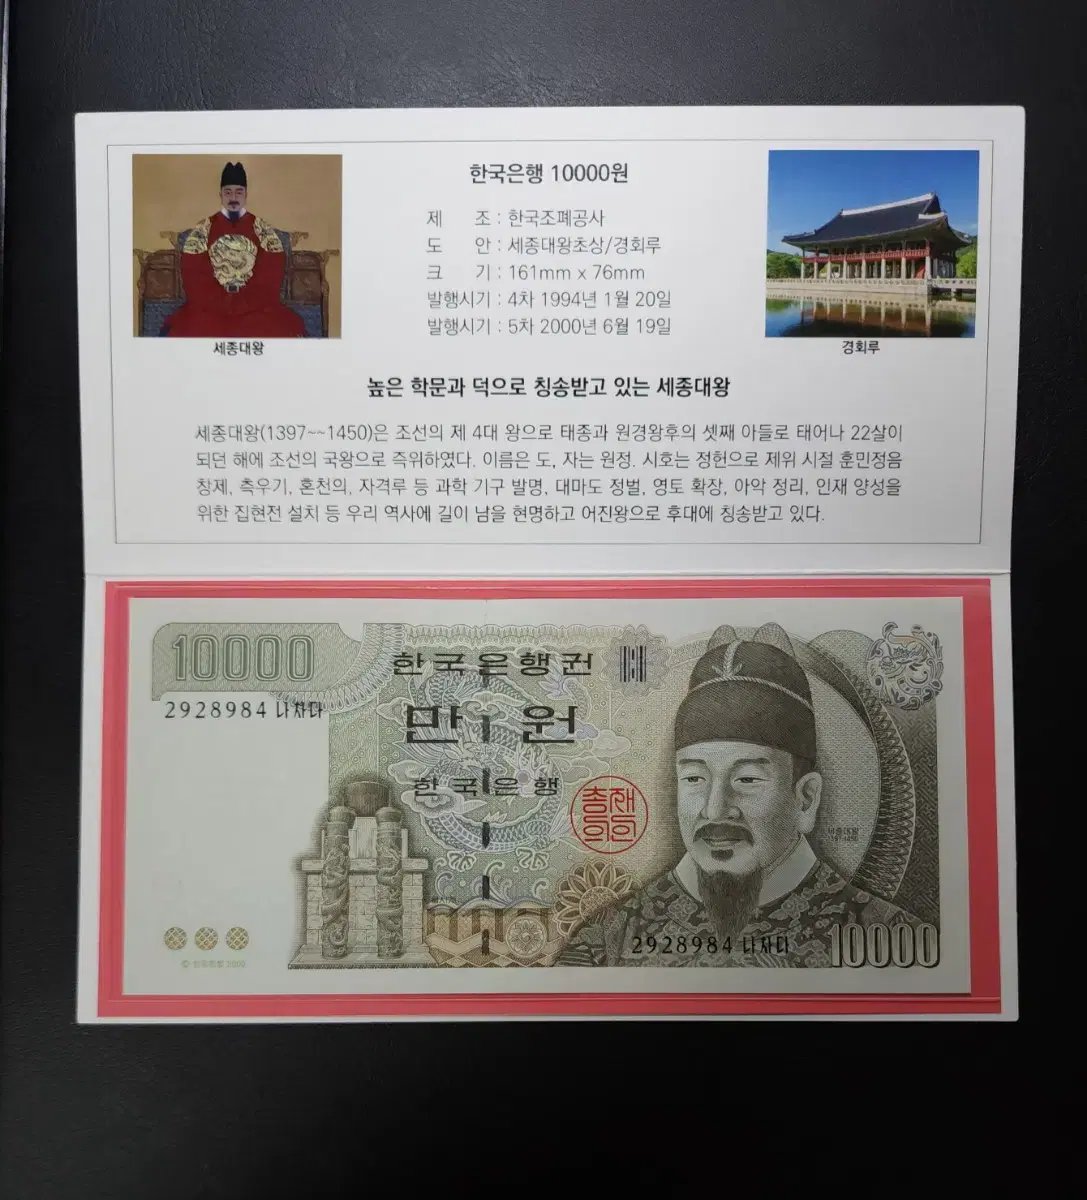 한국은행 10000원
제 조 : 한국조폐공사
도 안 : 세종대왕초상/경회루
크 기 : 161mm x 76mm
발행시기 : 4차 1994년 1월 20일
발행시기 : 5차 2000년 6월 19일
세종대왕
경회루
높은 학문과 덕으로 칭송받고 있는 세종대왕
세종대왕(1397~~1450)은 조선의 제 4대 왕으로 태종과 원경왕후의 셋째 아들로 태어나 22살이
되던 해에 조선의 국왕으로 즉위하였다. 이름은 도, 자는 원정. 시호는 정헌으로 제위 시절 훈민정음
창제, 측우기, 혼천의, 자격루 등 과학 기구 발명, 대마도 정벌, 영토 확장, 아악 정리, 인재 양성을
위한 집현전 설치 등 우리 역사에 길이 남을 현명하고 어진왕으로 후대에 칭송받고 있다.
10000
한국은행권
2928984 나차다
만 원
한국은행
총재의인
세종대왕
2928984 나차다
10000
© 한국은행 2000